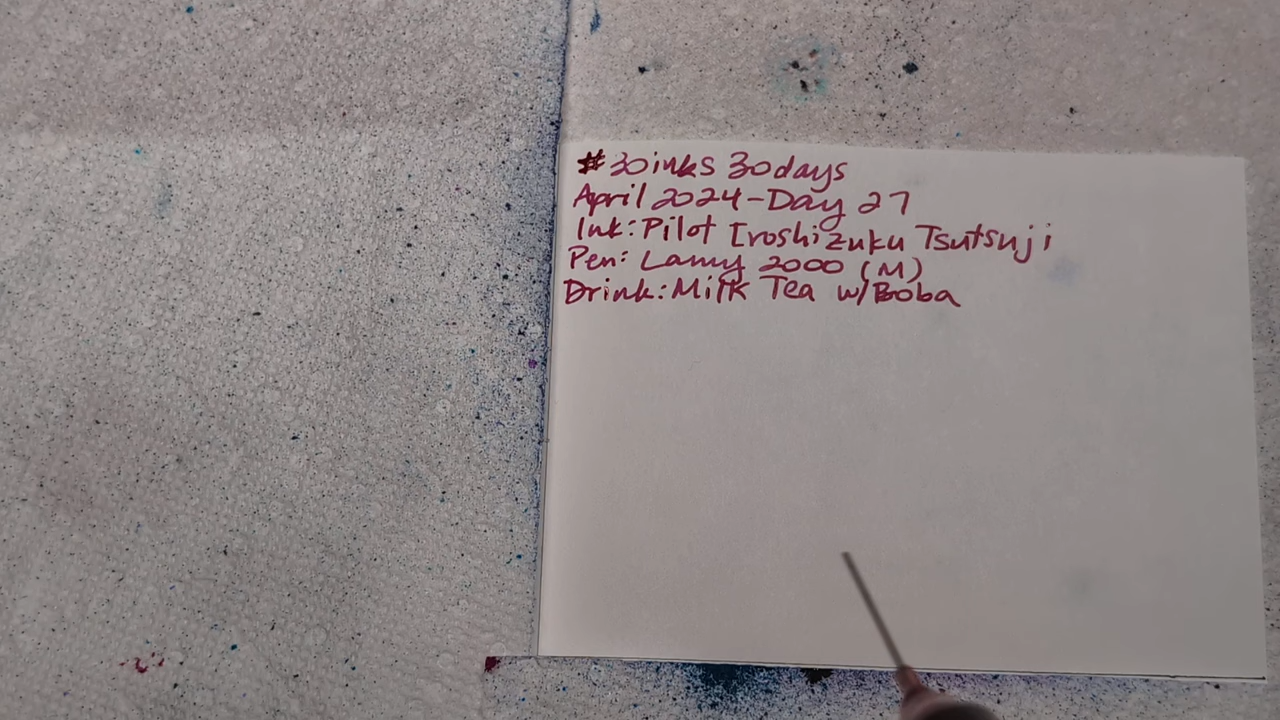 #30inks 30days
April 2024-Day 27
Ink: Pilot Iroshizuku Tsutsuji
Pen: Lamy 2000 (M)
Drink: Milk Tea w/Boba